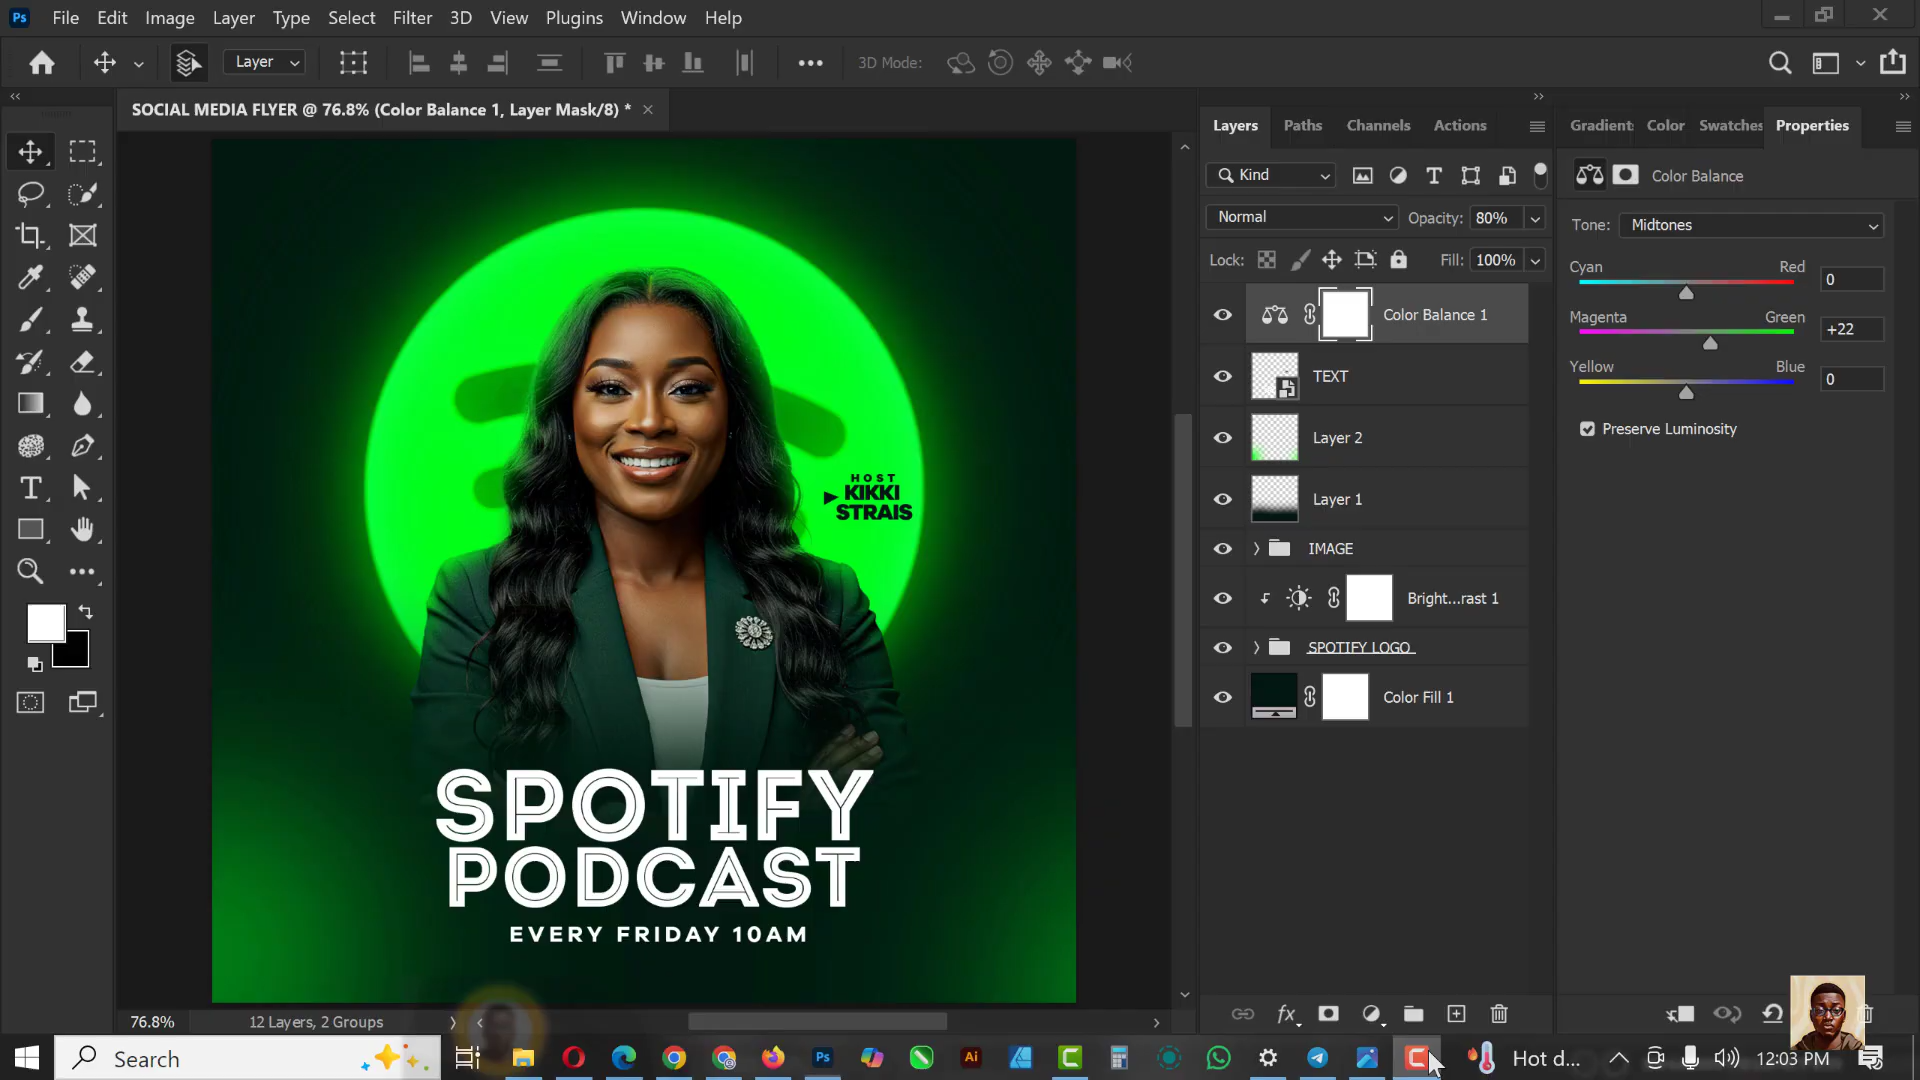 Ps File Edit Image Layer Type Select Filter 3D View Plugins Window Help
Layer 3D Mode:
SOCIAL MEDIA FLYER @ 76.8% (Color Balance 1, Layer Mask/8) *
HOST
KIKKI
STRAIS
SPOTIFY
PODCAST
EVERY FRIDAY 10AM
76.8% 12 Layers, 2 Groups
Layers Paths Channels Actions
Kind
Normal Opacity: 80%
Lock: Fill: 100%
Color Balance 1
TEXT
Layer 2
Layer 1
IMAGE
Bright...rast 1
SPOTIFY LOGO
Color Fill 1
Gradient Color Swatches Properties
Color Balance
Tone: Midtones
Cyan Red 0
Magenta Green +22
Yellow Blue 0
Preserve Luminosity
Search Ps Ai Hot d... 12:03 PM